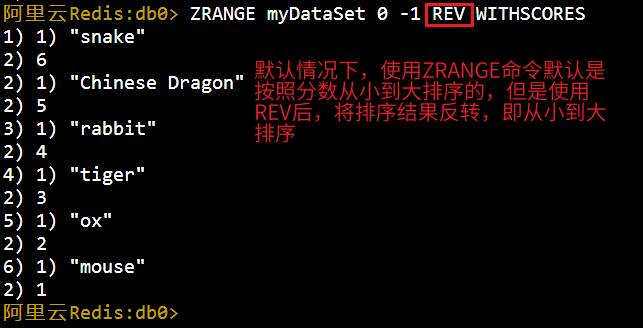 阿里云Redis:db0> ZRANGE myDataSet 0 -1 REV WITHSCORES
1) 1) "snake"
2) 6
2) 1) "Chinese Dragon"
2) 5
3) 1) "rabbit"
2) 4
4) 1) "tiger"
2) 3
5) 1) "ox"
2) 2
6) 1) "mouse"
2) 1
阿里云Redis:db0>
默认情况下，使用ZRANGE命令默认是
按照分数从小到大排序的，但是使用
REV后，将排序结果反转，即从小到大
排序